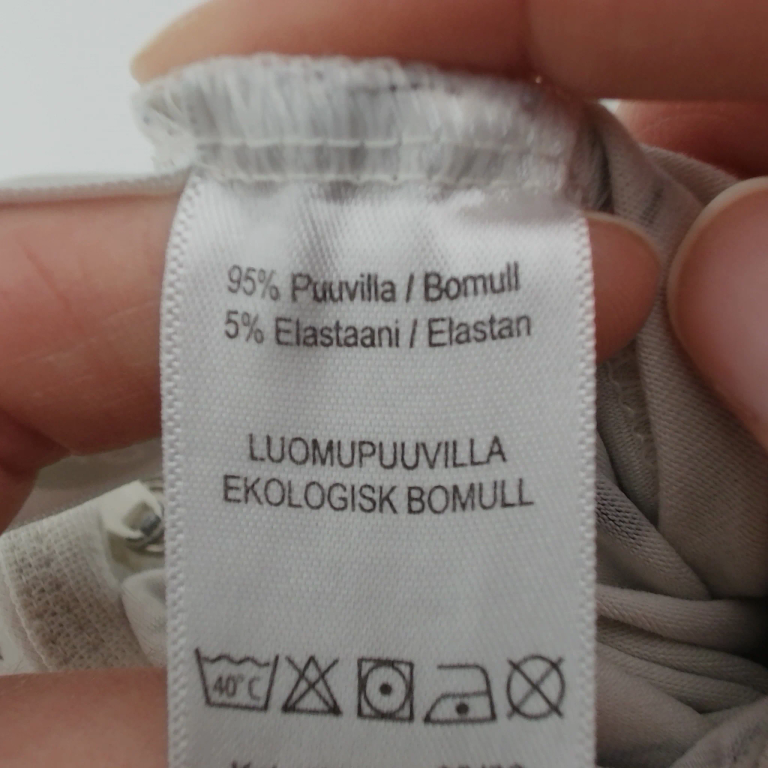 95% Puuvilla / Bomull
5% Elastaani / Elastan
LUOMUPUUVILLA
EKOLOGISK BOMULL
40°C